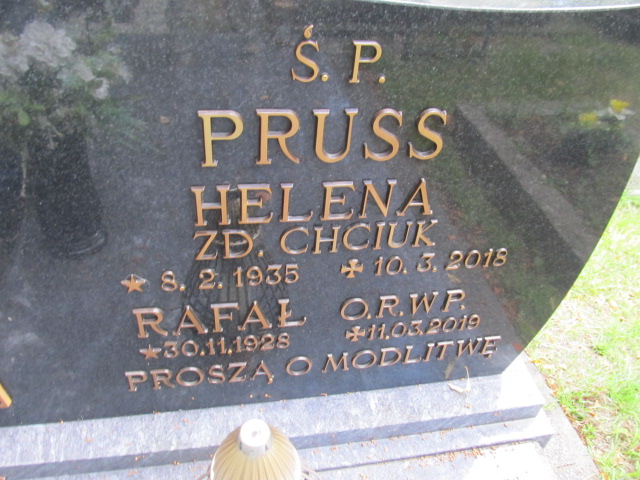 Ś. P.
PRUSS
HELENA
ZD. CHCIUK
★ 8. 2. 1935 ✠ 10. 3. 2018
RAFAŁ O.R.W.P.
★30.11.1928 ✠11.03.2019
PROSZĄ O MODLITWĘ